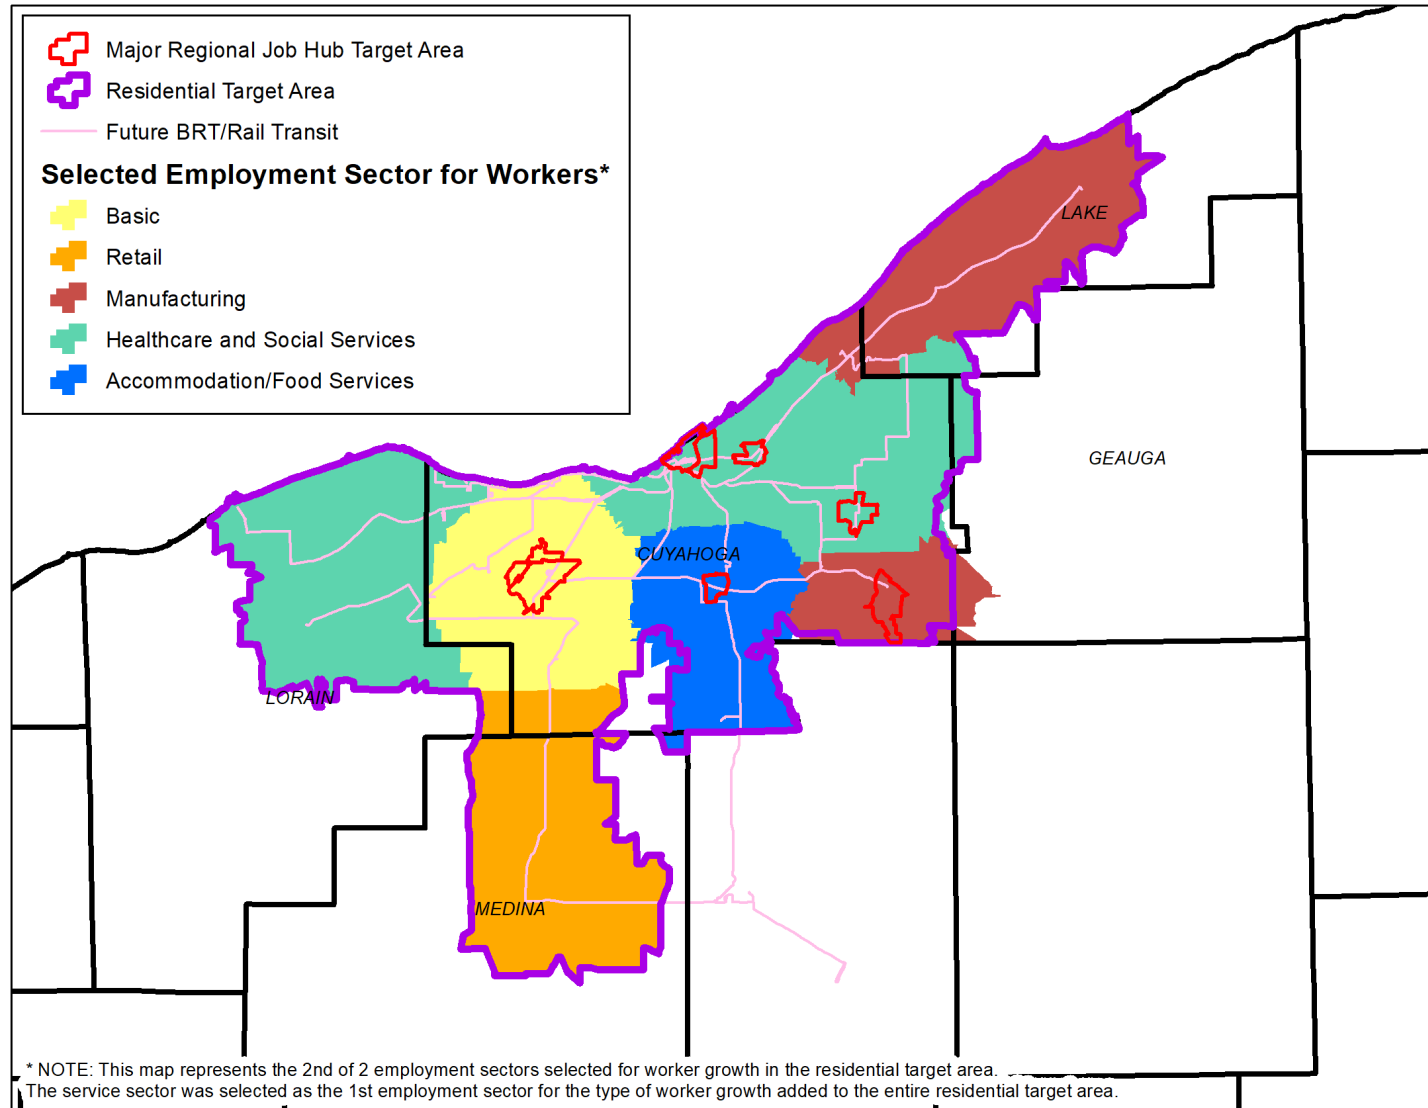 Major Regional Job Hub Target Area
Residential Target Area
Future BRT/Rail Transit
Selected Employment Sector for Workers*
Basic
Retail
Manufacturing
Healthcare and Social Services
Accommodation/Food Services
LAKE
GEAUGA
CUYAHOGA
LORAIN
MEDINA
* NOTE: This map represents the 2nd of 2 employment sectors selected for worker growth in the residential target area.
The service sector was selected as the 1st employment sector for the type of worker growth added to the entire residential target area.